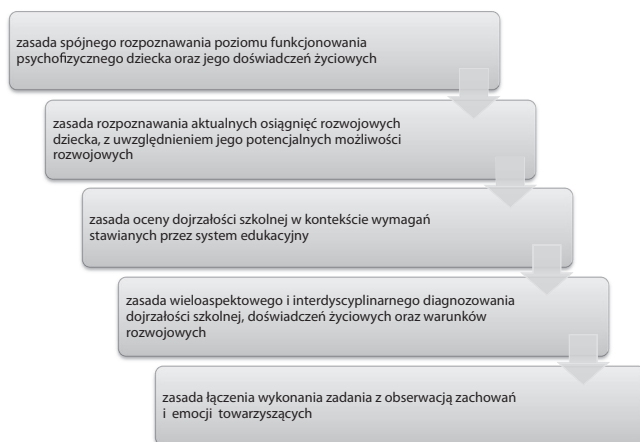 zasada spójnego rozpoznawania poziomu funkcjonowania
psychofizycznego dziecka oraz jego doświadczeń życiowych
zasada rozpoznawania aktualnych osiągnięć rozwojowych
dziecka, z uwzględnieniem jego potencjalnych możliwości
rozwojowych
zasada oceny dojrzałości szkolnej w kontekście wymagań
stawianych przez system edukacyjny
zasada wieloaspektowego i interdyscyplinarnego diagnozowania
dojrzałości szkolnej, doświadczeń życiowych oraz warunków
rozwojowych
zasada łączenia wykonania zadania z obserwacją zachowań
i emocji towarzyszących